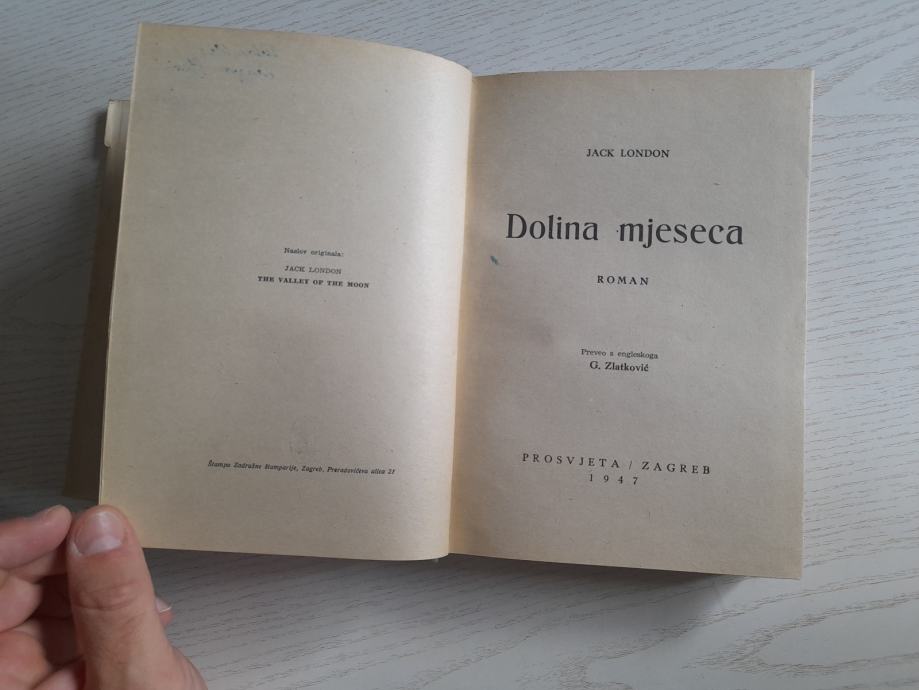 Naslov originala:
JACK LONDON
THE VALLEY OF THE MOON
Štampa Zadružne štamparije, Zagreb, Preradovićeva ulica 21
JACK LONDON
Dolina mjeseca
ROMAN
Preveo s engleskoga
G. Zlatković
PROSVJETA / ZAGREB
1947